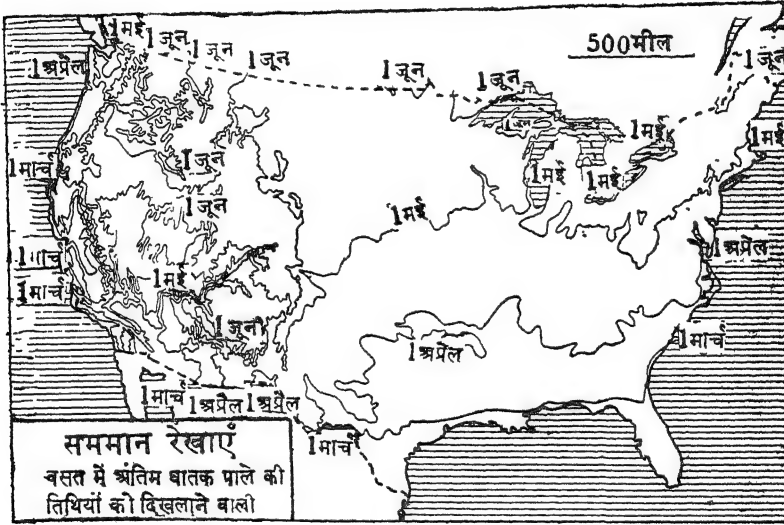 1 मई
1 जून
1 जून
1 जून
1 जून
1 जून
500 मील
1 जून
1 अप्रैल
1 मार्च
1 जून
1 जून
1 जून
1 मई
1 मई
1 मई
1 मई
1 मई
1 मार्च
1 मार्च
1 मई
1 अप्रैल
1 जून
1 अप्रैल
1 मार्च
1 मार्च
1 अप्रैल
1 अप्रैल
1 मार्च
सममान रेखाएं
वसत में अंतिम घातक पाले की
तिथियों को दिखलाने वाली